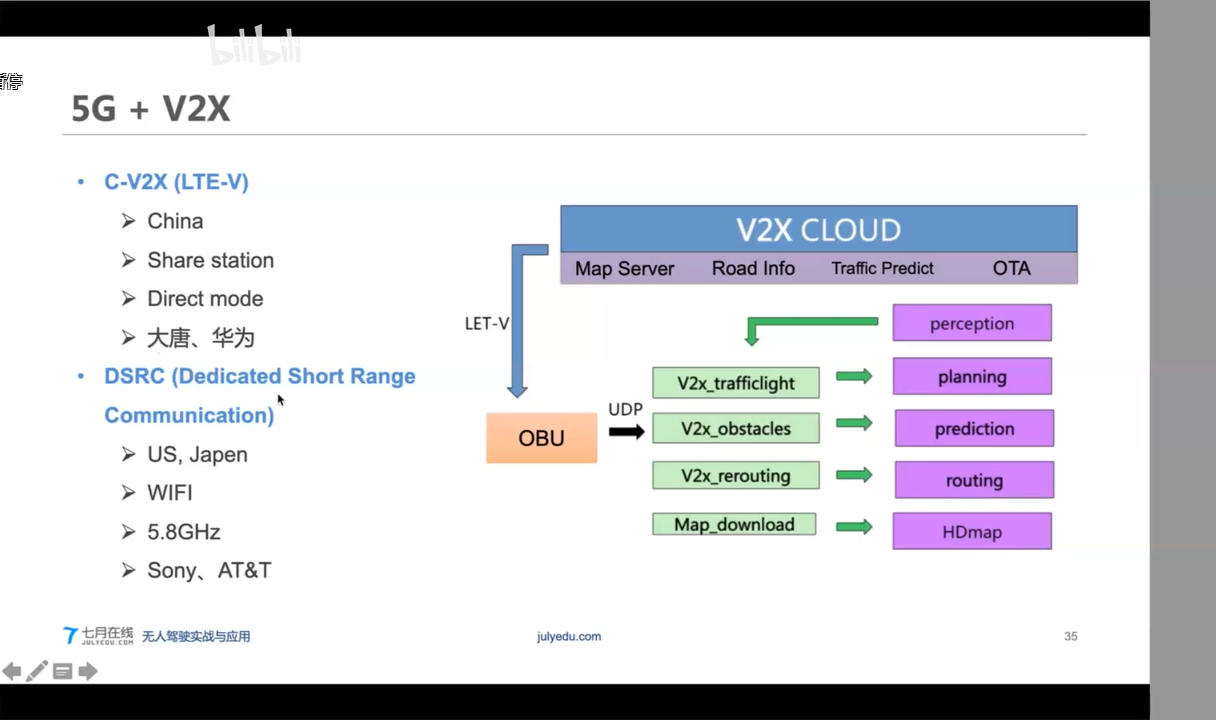 bilibili
暂停
5G + V2X
• C-V2X (LTE-V)
➢ China
➢ Share station
➢ Direct mode
➢ 大唐、华为
• DSRC (Dedicated Short Range
Communication)
➢ US, Japen
➢ WIFI
➢ 5.8GHz
➢ Sony、AT&T
V2X CLOUD
Map Server Road Info Traffic Predict OTA
LET-V
OBU
UDP
V2x_trafficlight
V2x_obstacles
V2x_rerouting
Map_download
perception
planning
prediction
routing
HDmap
七月在线
JULYEDU.COM
无人驾驶实战与应用
julyedu.com
35